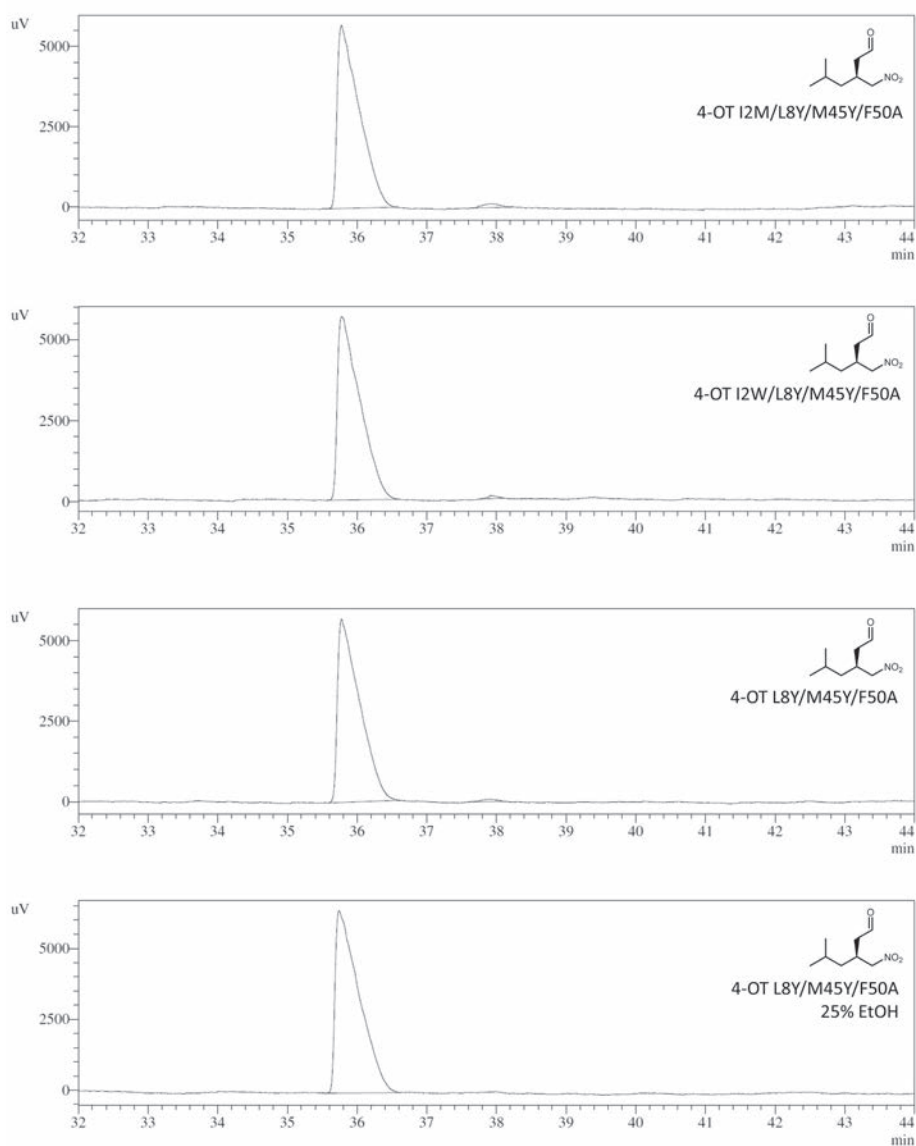 uV
5000
2500
0
32 33 34 35 36 37 38 39 40 41 42 43 44
min
O
NO2
4-OT I2M/L8Y/M45Y/F50A
uV
5000
2500
0
32 33 34 35 36 37 38 39 40 41 42 43 44
min
O
NO2
4-OT I2W/L8Y/M45Y/F50A
uV
5000
2500
0
32 33 34 35 36 37 38 39 40 41 42 43 44
min
O
NO2
4-OT L8Y/M45Y/F50A
uV
5000
2500
0
32 33 34 35 36 37 38 39 40 41 42 43 44
min
O
NO2
4-OT L8Y/M45Y/F50A
25% EtOH